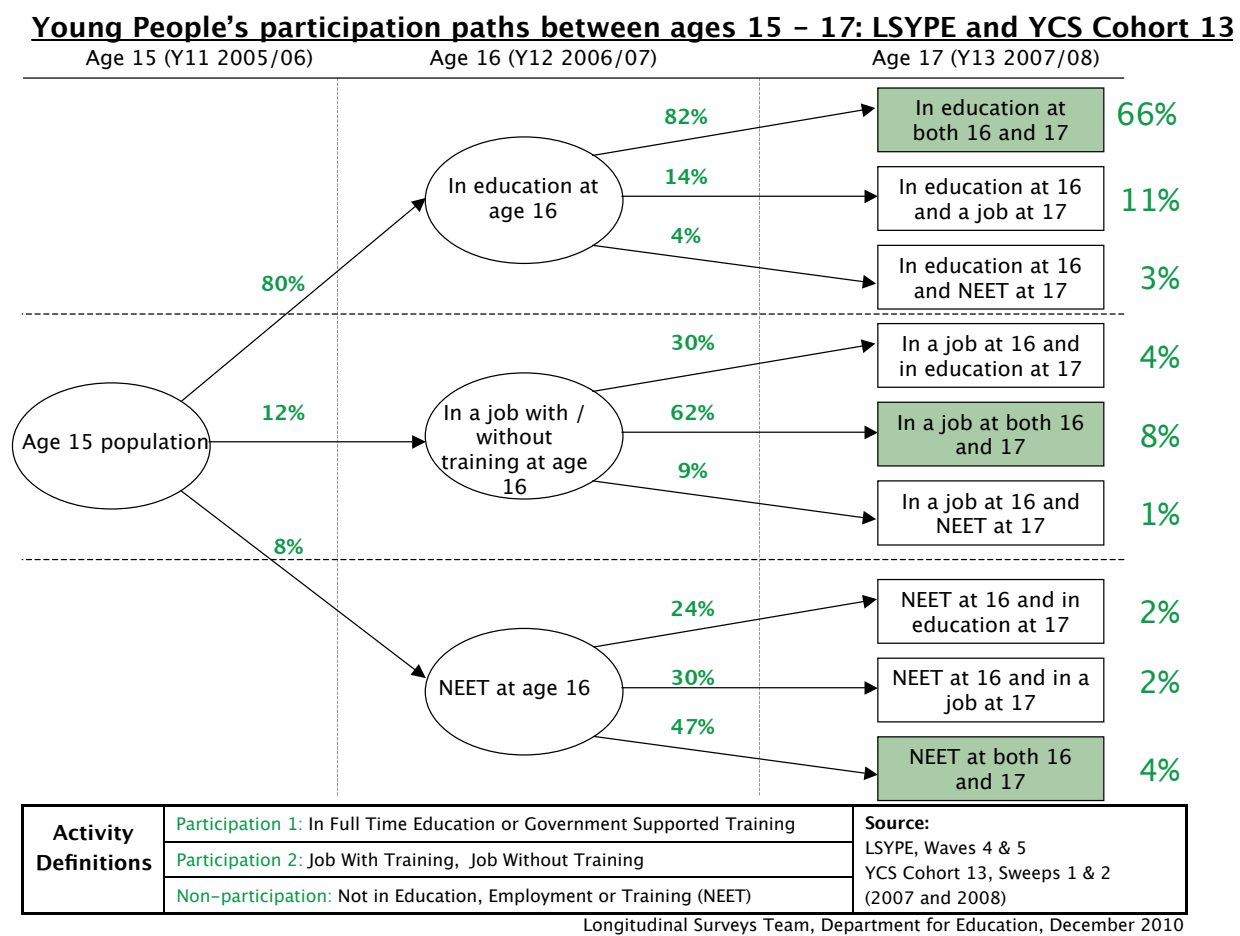 Young People's participation paths between ages 15 – 17: LSYPE and YCS Cohort 13
Age 15 (Y11 2005/06)
Age 16 (Y12 2006/07)
Age 17 (Y13 2007/08)
82%
In education at
both 16 and 17
66%
In education at
age 16
14%
In education at 16
and a job at 17
11%
4%
In education at 16
and NEET at 17
3%
80%
30%
In a job at 16 and
in education at 17
4%
Age 15 population
12%
In a job with /
without
training at age
16
62%
In a job at both 16
and 17
8%
9%
In a job at 16 and
NEET at 17
1%
8%
24%
NEET at 16 and in
education at 17
2%
NEET at age 16
30%
NEET at 16 and in a
job at 17
2%
47%
NEET at both 16
and 17
4%
Activity
Definitions
Participation 1: In Full Time Education or Government Supported Training
Participation 2: Job With Training, Job Without Training
Non-participation: Not in Education, Employment or Training (NEET)
Source:
LSYPE, Waves 4 & 5
YCS Cohort 13, Sweeps 1 & 2
(2007 and 2008)
Longitudinal Surveys Team, Department for Education, December 2010